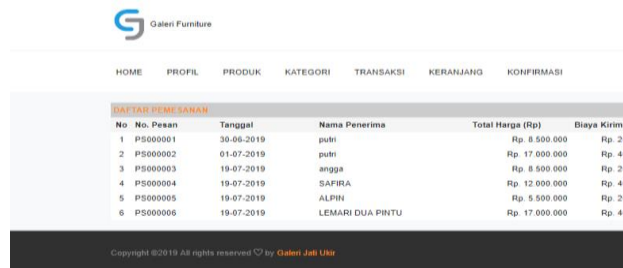 Galeri Furniture
HOME PROFIL PRODUK KATEGORI TRANSAKSI KERANJANG KONFIRMASI
DAFTAR PEMESANAN
No No. Pesan Tanggal Nama Penerima Total Harga (Rp) Biaya Kirim
1 PS000001 30-06-2019 putri Rp. 8.500.000 Rp. 2
2 PS000002 01-07-2019 putri Rp. 17.000.000 Rp. 4
3 PS000003 19-07-2019 angga Rp. 8.500.000 Rp. 2
4 PS000004 19-07-2019 SAFIRA Rp. 12.000.000 Rp. 4
5 PS000005 19-07-2019 ALPIN Rp. 5.500.000 Rp. 2
6 PS000006 19-07-2019 LEMARI DUA PINTU Rp. 17.000.000 Rp. 4
Copyright ©2019 All rights reserved ♡ by Galeri Jati Ukir